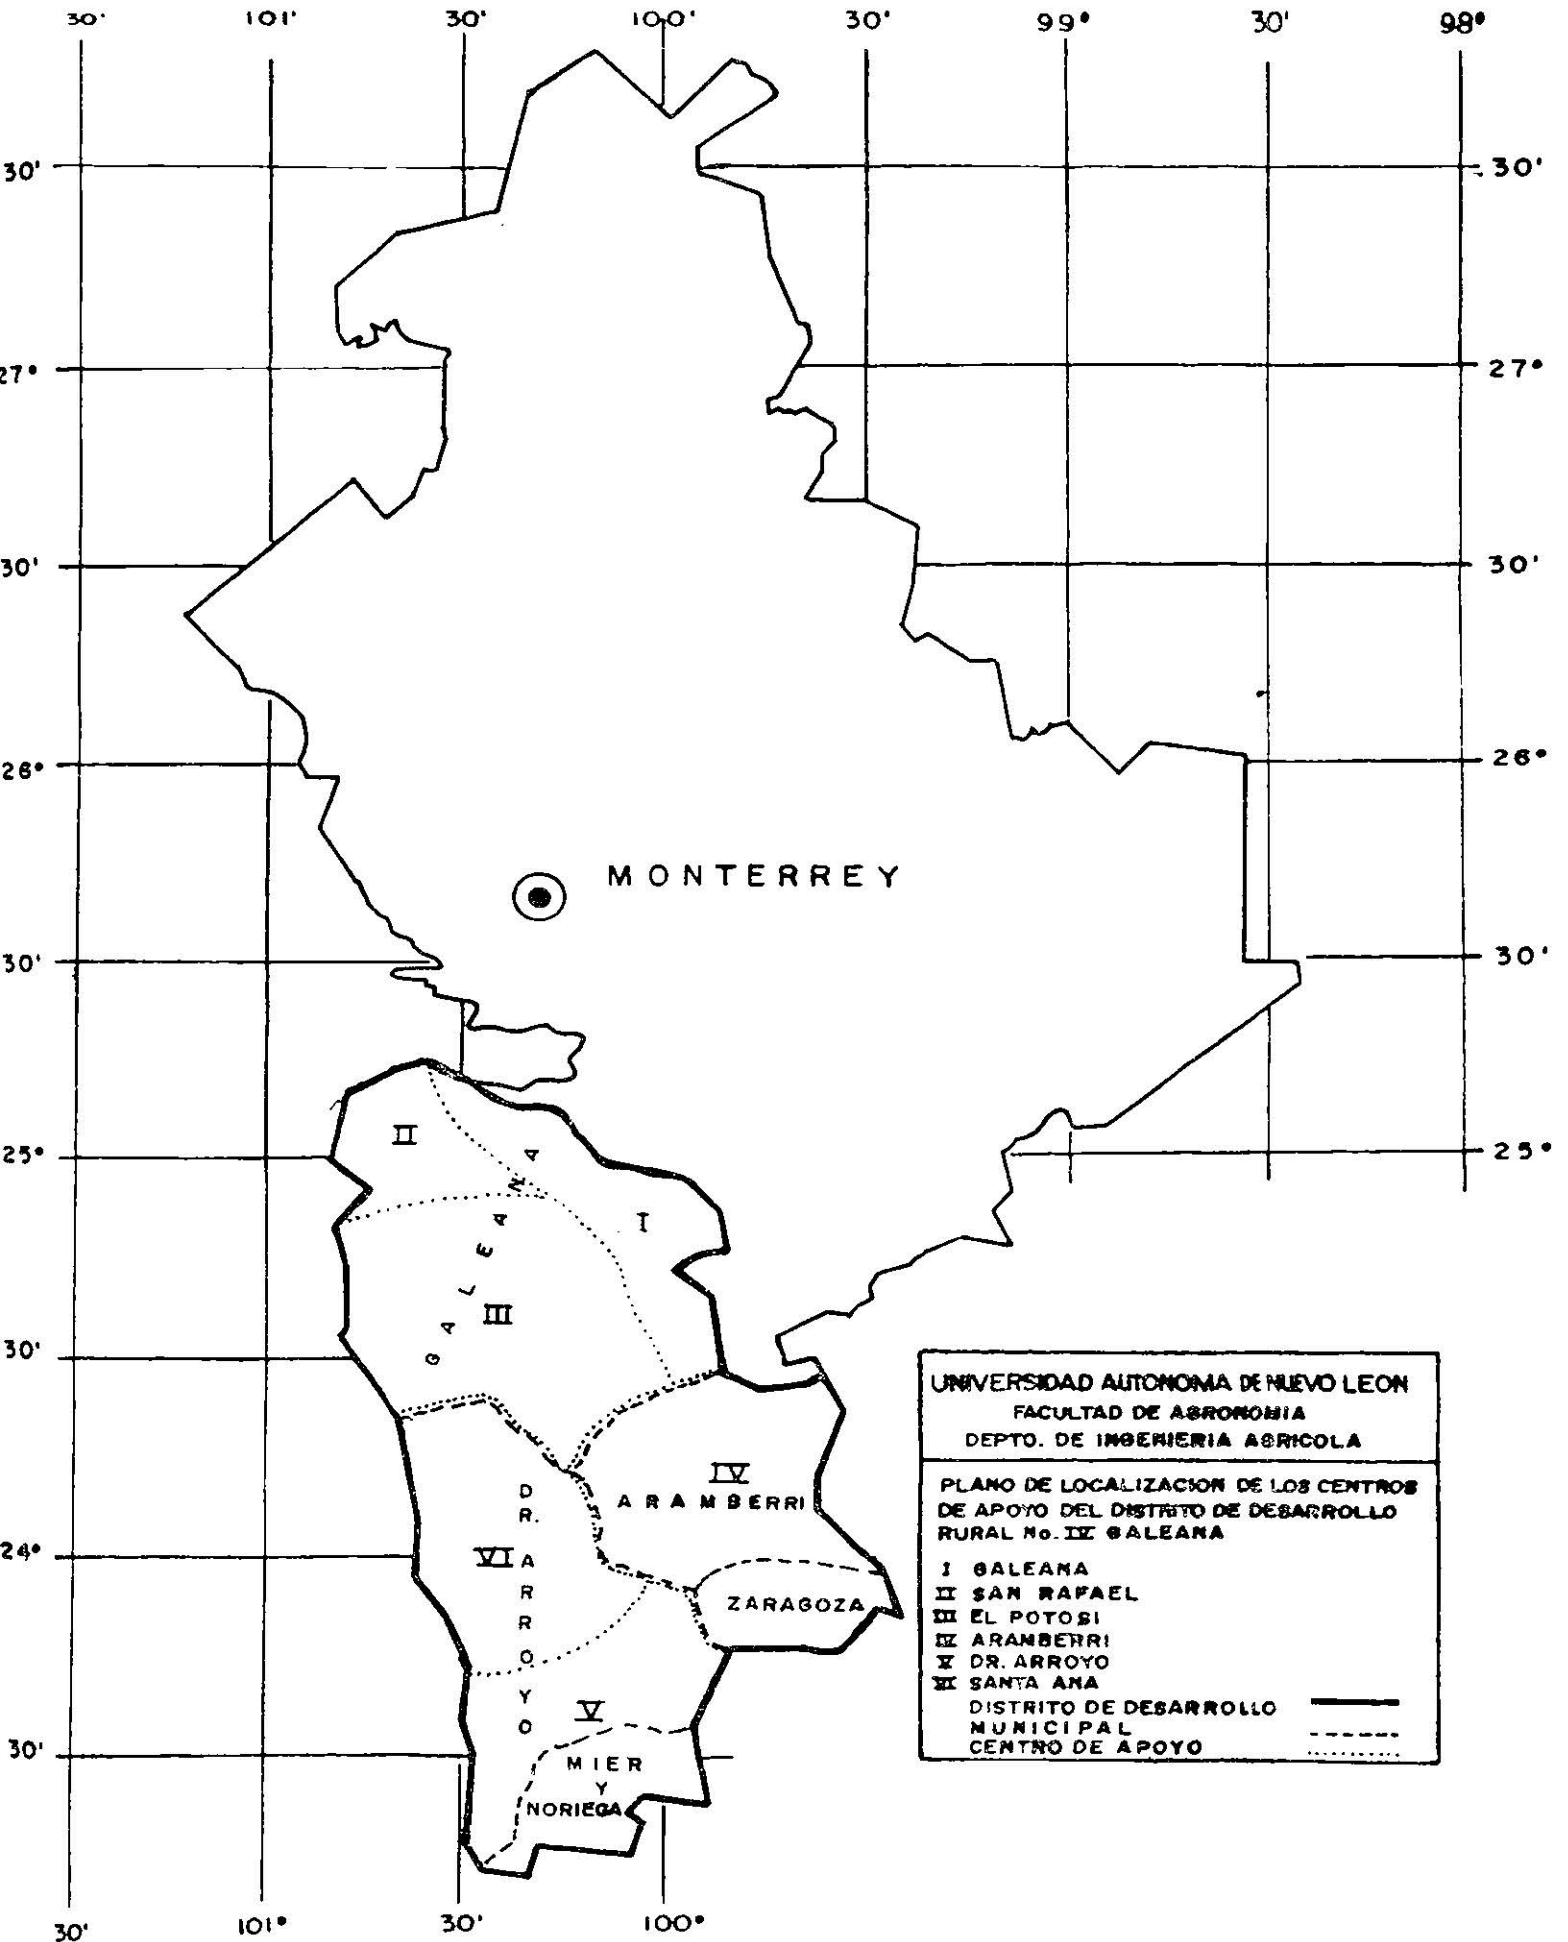 30' 101° 30' 100° 30' 99° 30' 98°
30' 30'
27° 27°
30' 30'
26° 26°
MONTERREY
30' 30'
II
25° 25°
GALEANA
I
III
30'
IV
ARAMBERRI
DR. ARROYO
VI
24°
ZARAGOZA
V
30'
MIER
Y
NORIEGA
30' 101° 30' 100°
UNIVERSIDAD AUTONOMA DE NUEVO LEON
FACULTAD DE AGRONOMIA
DEPTO. DE INGENIERIA AGRICOLA
PLANO DE LOCALIZACION DE LOS CENTROS
DE APOYO DEL DISTRITO DE DESARROLLO
RURAL No. IV GALEANA
I GALEANA
II SAN RAFAEL
III EL POTOSI
IV ARAMBERRI
V DR. ARROYO
VI SANTA ANA
DISTRITO DE DESARROLLO
MUNICIPAL
CENTRO DE APOYO